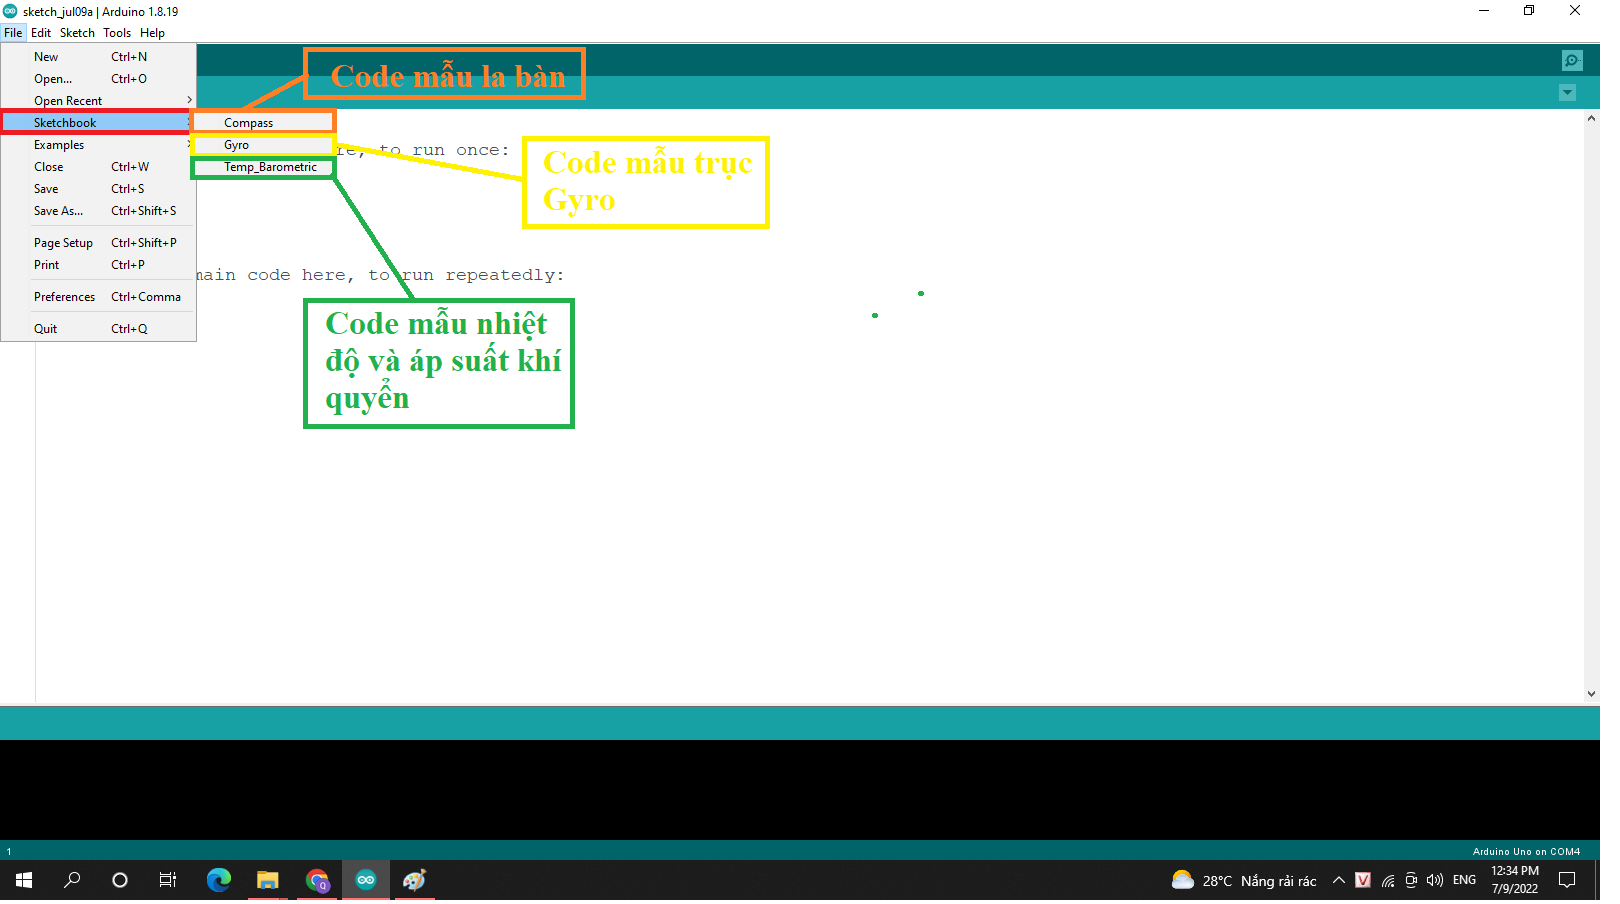 sketch_jul09a | Arduino 1.8.19
File Edit Sketch Tools Help
New Ctrl+N
Open... Ctrl+O
Open Recent
Sketchbook
Examples
Close Ctrl+W
Save Ctrl+S
Save As... Ctrl+Shift+S
Page Setup Ctrl+Shift+P
Print Ctrl+P
Preferences Ctrl+Comma
Quit Ctrl+Q
Compass
Gyro
Temp_Barometric
Code mẫu la bàn
to run once:
Code mẫu trục
Gyro
main code here, to run repeatedly:
Code mẫu nhiệt
độ và áp suất khí
quyển
1
Arduino Uno on COM4
28°C Nắng rải rác
ENG
12:34 PM
7/9/2022